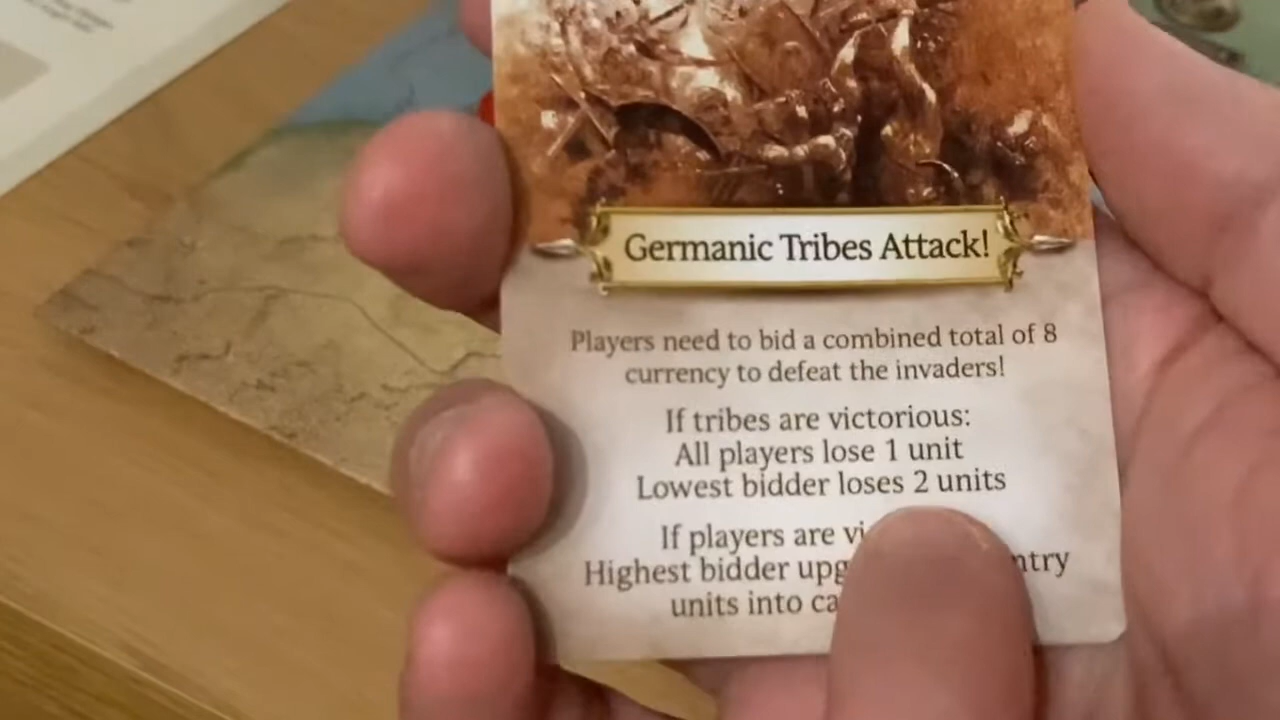 Germanic Tribes Attack!
Players need to bid a combined total of 8
currency to defeat the invaders!
If tribes are victorious:
All players lose 1 unit
Lowest bidder loses 2 units
If players are
Highest bidder
units into